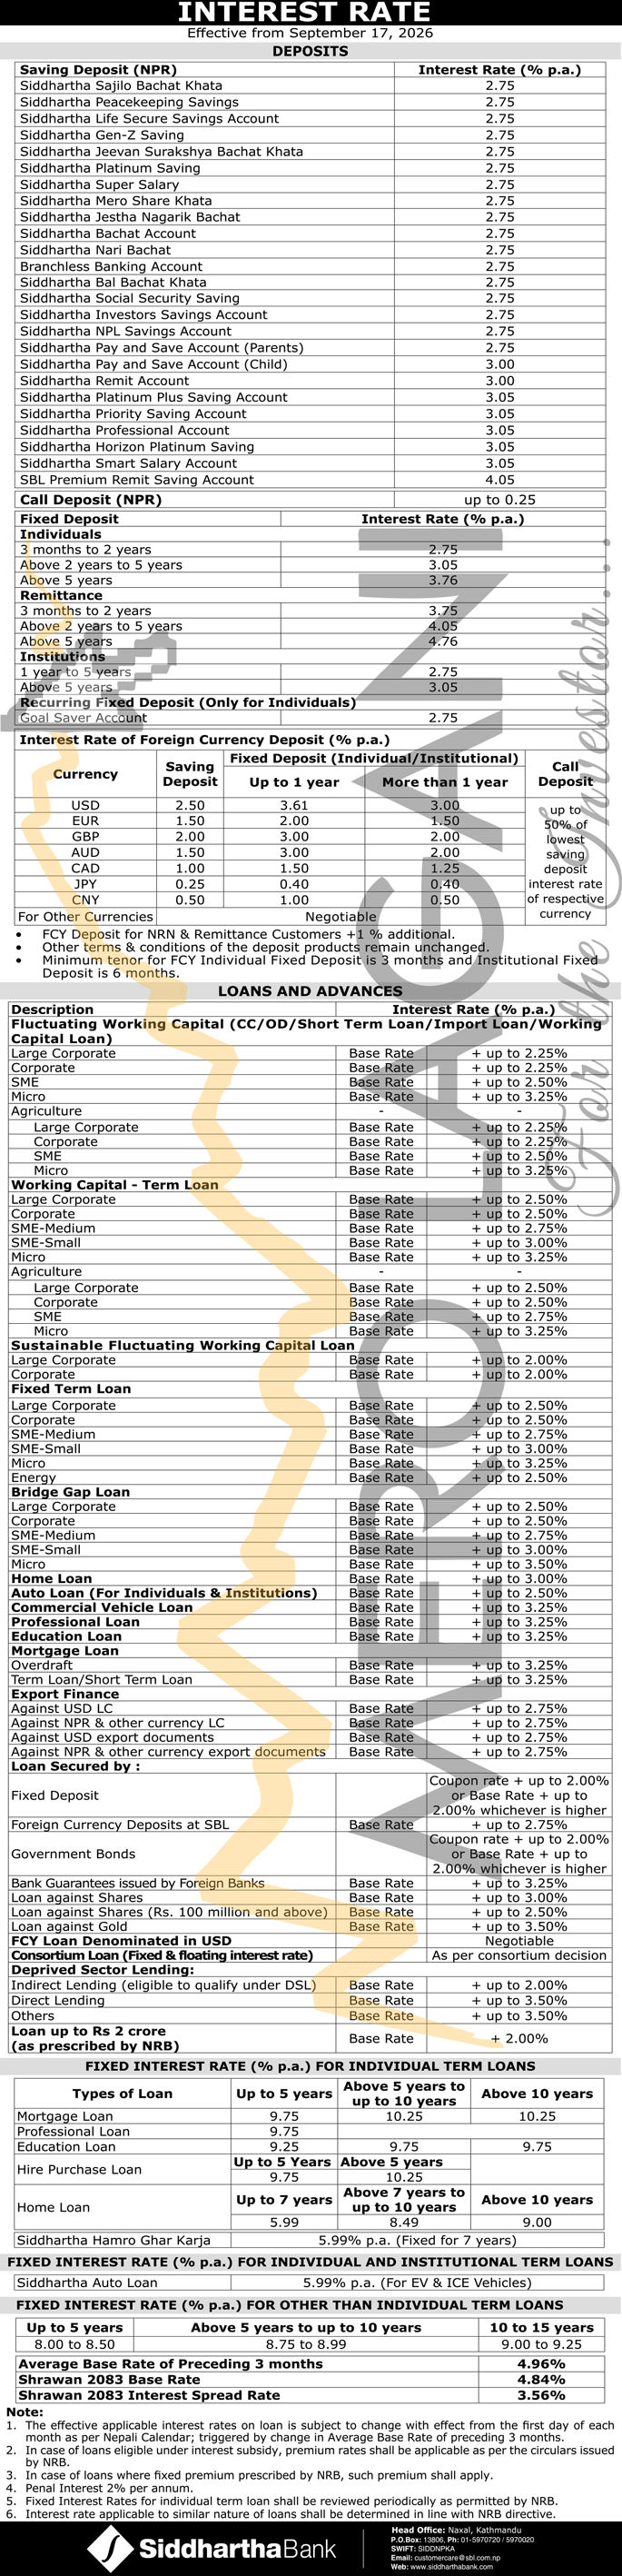 INTEREST RATE
Effective from September 17, 2026
DEPOSITS
Saving Deposit (NPR) Interest Rate (% p.a.)
Siddhartha Sajilo Bachat Khata 2.75
Siddhartha Peacekeeping Savings 2.75
Siddhartha Life Secure Savings Account 2.75
Siddhartha Gen-Z Saving 2.75
Siddhartha Jeevan Surakshya Bachat Khata 2.75
Siddhartha Platinum Saving 2.75
Siddhartha Super Salary 2.75
Siddhartha Mero Share Khata 2.75
Siddhartha Jestha Nagarik Bachat 2.75
Siddhartha Bachat Account 2.75
Siddhartha Nari Bachat 2.75
Branchless Banking Account 2.75
Siddhartha Bal Bachat Khata 2.75
Siddhartha Social Security Saving 2.75
Siddhartha Investors Savings Account 2.75
Siddhartha NPL Savings Account 2.75
Siddhartha Pay and Save Account (Parents) 2.75
Siddhartha Pay and Save Account (Child) 3.00
Siddhartha Remit Account 3.00
Siddhartha Platinum Plus Saving Account 3.05
Siddhartha Priority Saving Account 3.05
Siddhartha Professional Account 3.05
Siddhartha Horizon Platinum Saving 3.05
Siddhartha Smart Salary Account 3.05
SBL Premium Remit Saving Account 4.05
Call Deposit (NPR) up to 0.25
Fixed Deposit Interest Rate (% p.a.)
Individuals
3 months to 2 years 2.75
Above 2 years to 5 years 3.05
Above 5 years 3.76
Remittance
3 months to 2 years 3.75
Above 2 years to 5 years 4.05
Above 5 years 4.76
Institutions
1 year to 5 years 2.75
Above 5 years 3.05
Recurring Fixed Deposit (Only for Individuals)
Goal Saver Account 2.75
Interest Rate of Foreign Currency Deposit (% p.a.)
Currency Saving Deposit Fixed Deposit (Individual/Institutional) Call Deposit
Up to 1 year More than 1 year
USD 2.50 3.61 3.00
EUR 1.50 2.00 1.50
GBP 2.00 3.00 2.00
AUD 1.50 3.00 2.00
CAD 1.00 1.50 1.25
JPY 0.25 0.40 0.40
CNY 0.50 1.00 0.50
up to 50% of lowest saving deposit interest rate of respective currency
For Other Currencies Negotiable
• FCY Deposit for NRN & Remittance Customers +1 % additional.
• Other terms & conditions of the deposit products remain unchanged.
• Minimum tenor for FCY Individual Fixed Deposit is 3 months and Institutional Fixed
Deposit is 6 months.
LOANS AND ADVANCES
Description Interest Rate (% p.a.)
Fluctuating Working Capital (CC/OD/Short Term Loan/Import Loan/Working
Capital Loan)
Large Corporate Base Rate + up to 2.25%
Corporate Base Rate + up to 2.25%
SME Base Rate + up to 2.50%
Micro Base Rate + up to 3.25%
Agriculture - -
Large Corporate Base Rate + up to 2.25%
Corporate Base Rate + up to 2.25%
SME Base Rate + up to 2.50%
Micro Base Rate + up to 3.25%
Working Capital - Term Loan
Large Corporate Base Rate + up to 2.50%
Corporate Base Rate + up to 2.50%
SME-Medium Base Rate + up to 2.75%
SME-Small Base Rate + up to 3.00%
Micro Base Rate + up to 3.25%
Agriculture - -
Large Corporate Base Rate + up to 2.50%
Corporate Base Rate + up to 2.50%
SME Base Rate + up to 2.75%
Micro Base Rate + up to 3.25%
Sustainable Fluctuating Working Capital Loan
Large Corporate Base Rate + up to 2.00%
Corporate Base Rate + up to 2.00%
Fixed Term Loan
Large Corporate Base Rate + up to 2.50%
Corporate Base Rate + up to 2.50%
SME-Medium Base Rate + up to 2.75%
SME-Small Base Rate + up to 3.00%
Micro Base Rate + up to 3.25%
Energy Base Rate + up to 2.50%
Bridge Gap Loan
Large Corporate Base Rate + up to 2.50%
Corporate Base Rate + up to 2.50%
SME-Medium Base Rate + up to 2.75%
SME-Small Base Rate + up to 3.00%
Micro Base Rate + up to 3.50%
Home Loan Base Rate + up to 3.00%
Auto Loan (For Individuals & Institutions) Base Rate + up to 2.50%
Commercial Vehicle Loan Base Rate + up to 3.25%
Professional Loan Base Rate + up to 3.25%
Education Loan Base Rate + up to 3.25%
Mortgage Loan
Overdraft Base Rate + up to 3.25%
Term Loan/Short Term Loan Base Rate + up to 3.25%
Export Finance
Against USD LC Base Rate + up to 2.75%
Against NPR & other currency LC Base Rate + up to 2.75%
Against USD export documents Base Rate + up to 2.75%
Against NPR & other currency export documents Base Rate + up to 2.75%
Loan Secured by :
Fixed Deposit Coupon rate + up to 2.00% or Base Rate + up to 2.00% whichever is higher
Foreign Currency Deposits at SBL Base Rate + up to 2.75%
Government Bonds Coupon rate + up to 2.00% or Base Rate + up to 2.00% whichever is higher
Bank Guarantees issued by Foreign Banks Base Rate + up to 3.25%
Loan against Shares Base Rate + up to 3.00%
Loan against Shares (Rs. 100 million and above) Base Rate + up to 2.50%
Loan against Gold Base Rate + up to 3.50%
FCY Loan Denominated in USD Negotiable
Consortium Loan (Fixed & floating interest rate) As per consortium decision
Deprived Sector Lending:
Indirect Lending (eligible to qualify under DSL) Base Rate + up to 2.00%
Direct Lending Base Rate + up to 3.50%
Others Base Rate + up to 3.50%
Loan up to Rs 2 crore
(as prescribed by NRB) Base Rate + 2.00%
FIXED INTEREST RATE (% p.a.) FOR INDIVIDUAL TERM LOANS
Types of Loan Up to 5 years Above 5 years to up to 10 years Above 10 years
Mortgage Loan 9.75 10.25 10.25
Professional Loan 9.75
Education Loan 9.25 9.75 9.75
Hire Purchase Loan Up to 5 Years Above 5 years
9.75 10.25
Home Loan Up to 7 years Above 7 years to up to 10 years Above 10 years
5.99 8.49 9.00
Siddhartha Hamro Ghar Karja 5.99% p.a. (Fixed for 7 years)
FIXED INTEREST RATE (% p.a.) FOR INDIVIDUAL AND INSTITUTIONAL TERM LOANS
Siddhartha Auto Loan 5.99% p.a. (For EV & ICE Vehicles)
FIXED INTEREST RATE (% p.a.) FOR OTHER THAN INDIVIDUAL TERM LOANS
Up to 5 years Above 5 years to up to 10 years 10 to 15 years
8.00 to 8.50 8.75 to 8.99 9.00 to 9.25
Average Base Rate of Preceding 3 months 4.96%
Shrawan 2083 Base Rate 4.84%
Shrawan 2083 Interest Spread Rate 3.56%
Note:
1. The effective applicable interest rates on loan is subject to change with effect from the first day of each
month as per Nepali Calendar; triggered by change in Average Base Rate of preceding 3 months.
2. In case of loans eligible under interest subsidy, premium rates shall be applicable as per the circulars issued
by NRB.
3. In case of loans where fixed premium prescribed by NRB, such premium shall apply.
4. Penal Interest 2% per annum.
5. Fixed Interest Rates for individual term loan shall be reviewed periodically as permitted by NRB.
6. Interest rate applicable to similar nature of loans shall be determined in line with NRB directive.
SiddharthaBank
Head Office: Naxal, Kathmandu
P.O.Box: 13806, Ph: 01-5970720 / 5970020
SWIFT: SIDDNPKA
Email: customercare@sbl.com.np
Web: www.siddharthabank.com
MEROLAGANI
For the Investor...